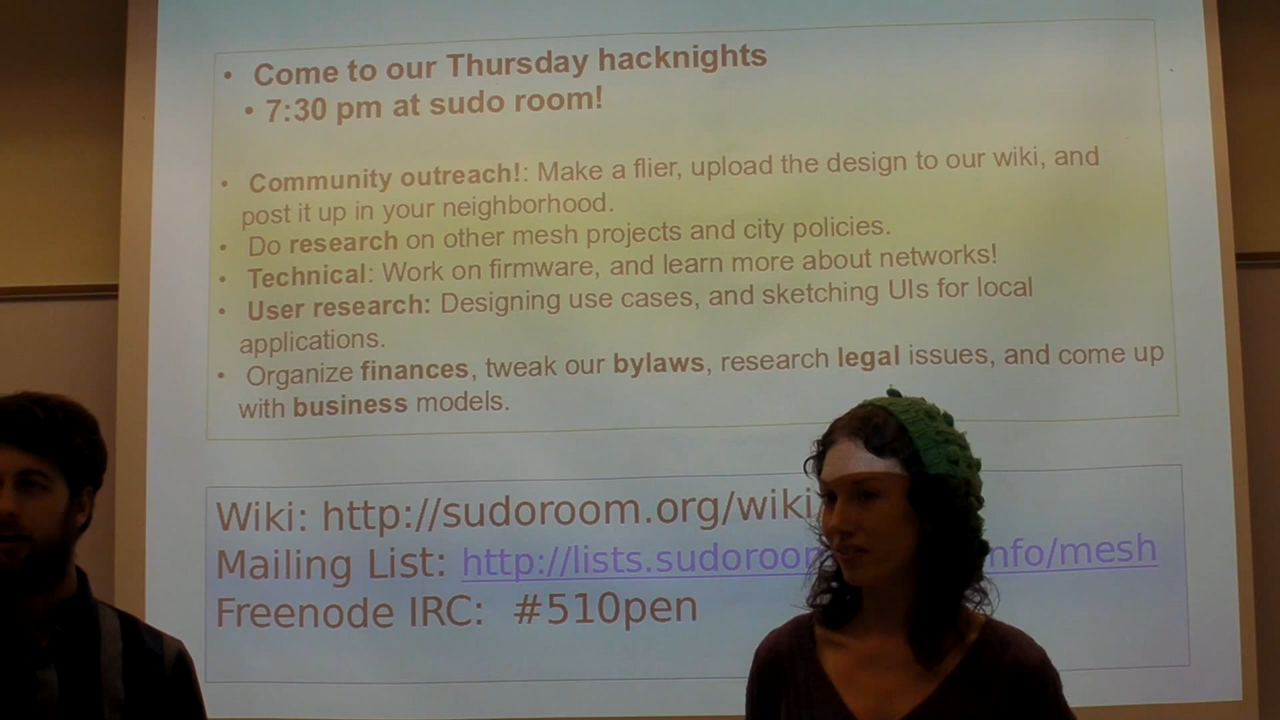 • Come to our Thursday hacknights
• 7:30 pm at sudo room!
• Community outreach!: Make a flier, upload the design to our wiki, and
post it up in your neighborhood.
• Do research on other mesh projects and city policies.
• Technical: Work on firmware, and learn more about networks!
• User research: Designing use cases, and sketching UIs for local
applications.
• Organize finances, tweak our bylaws, research legal issues, and come up
with business models.
Wiki: http://sudoroom.org/wiki
Mailing List: http://lists.sudoroom nfo/mesh
Freenode IRC: #510pen